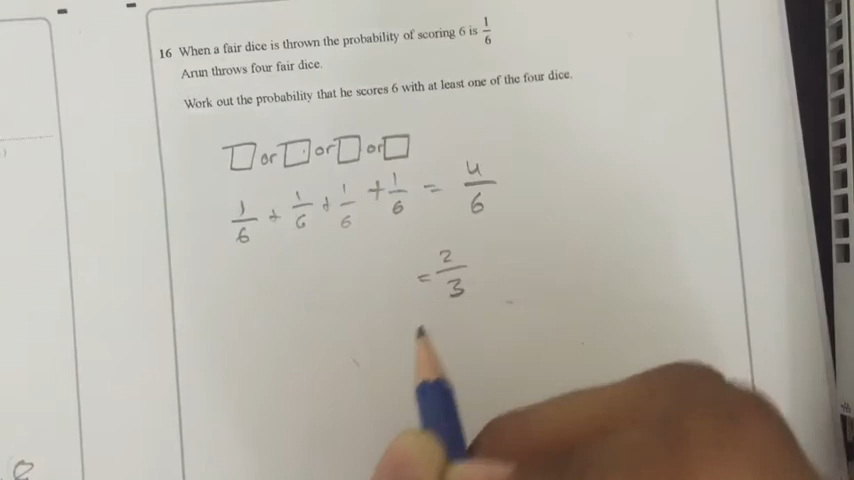 16 When a fair dice is thrown the probability of scoring 6 is 1/6
Arun throws four fair dice.
Work out the probability that he scores 6 with at least one of the four dice.
□ or □ or □ or □
1/6 + 1/6 + 1/6 + 1/6 = 4/6
= 2/3